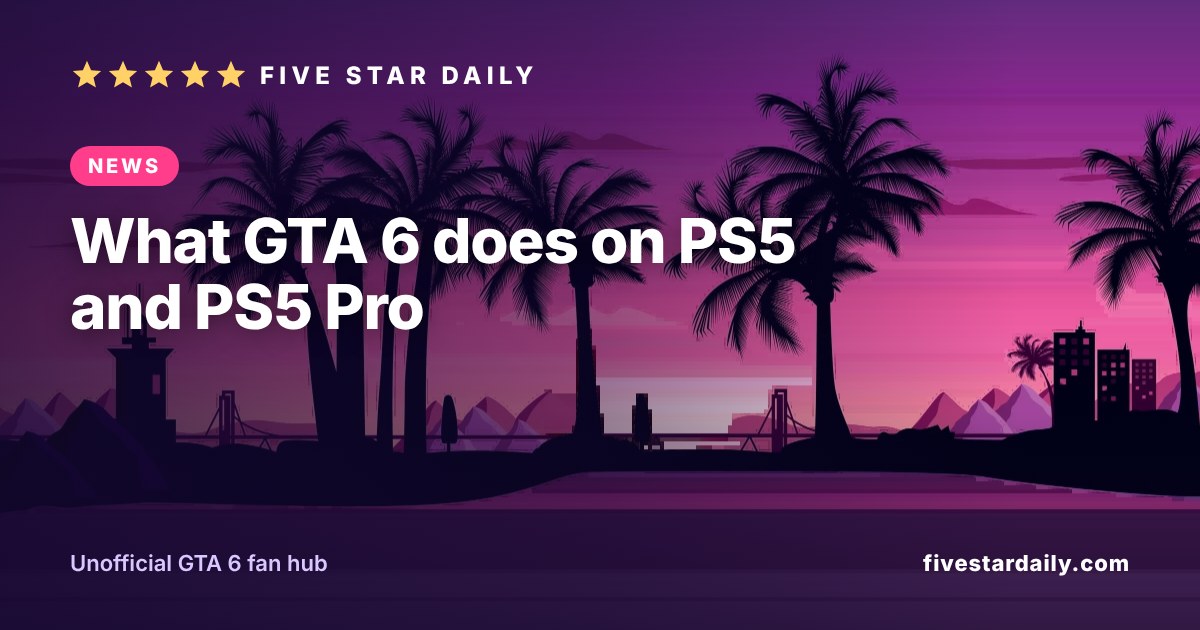 FIVE STAR DAILY
NEWS
What GTA 6 does on PS5
and PS5 Pro
Unofficial GTA 6 fan hub
fivestardaily.com